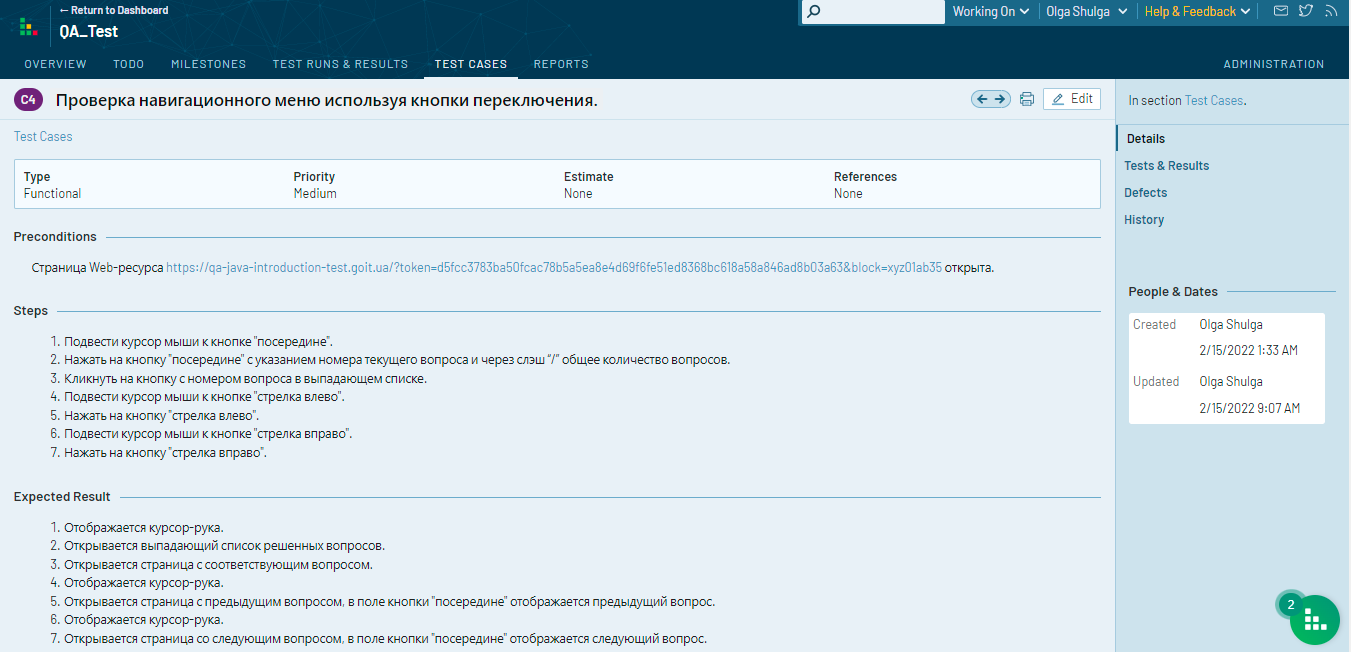 ← Return to Dashboard
QA_Test
Working On
Olga Shulga
Help & Feedback
OVERVIEW
TODO
MILESTONES
TEST RUNS & RESULTS
TEST CASES
REPORTS
ADMINISTRATION
C4
Проверка навигационного меню используя кнопки переключения.
Edit
Test Cases
Type
Functional
Priority
Medium
Estimate
None
References
None
Preconditions
Страница Web-ресурса https://qa-java-introduction-test.goit.ua/?token=d5fcc3783ba50fcac78b5a5ea8e4d69f6fe51ed8368bc618a58a846ad8b03a63&block=xyz01ab35 открыта.
Steps
1. Подвести курсор мыши к кнопке "посередине".
2. Нажать на кнопку "посередине" с указанием номера текущего вопроса и через слэш “/” общее количество вопросов.
3. Кликнуть на кнопку с номером вопроса в выпадающем списке.
4. Подвести курсор мыши к кнопке "стрелка влево".
5. Нажать на кнопку "стрелка влево".
6. Подвести курсор мыши к кнопке "стрелка вправо".
7. Нажать на кнопку "стрелка вправо".
Expected Result
1. Отображается курсор-рука.
2. Открывается выпадающий список решенных вопросов.
3. Открывается страница с соответствующим вопросом.
4. Отображается курсор-рука.
5. Открывается страница с предыдущим вопросом, в поле кнопки "посередине" отображается предыдущий вопрос.
6. Отображается курсор-рука.
7. Открывается страница со следующим вопросом, в поле кнопки "посередине" отображается следующий вопрос.
In section Test Cases.
Details
Tests & Results
Defects
History
People & Dates
Created
Olga Shulga
2/15/2022 1:33 AM
Updated
Olga Shulga
2/15/2022 9:07 AM
2